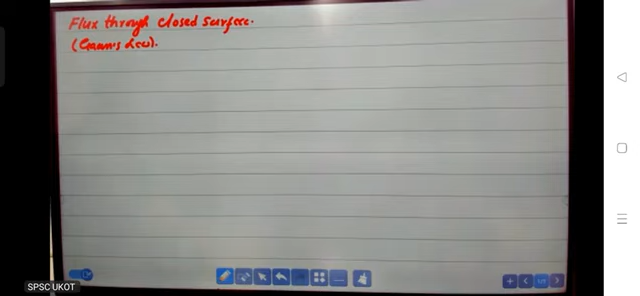 Flux through closed surface.
(Gauss's Law).
SPSC UKOT